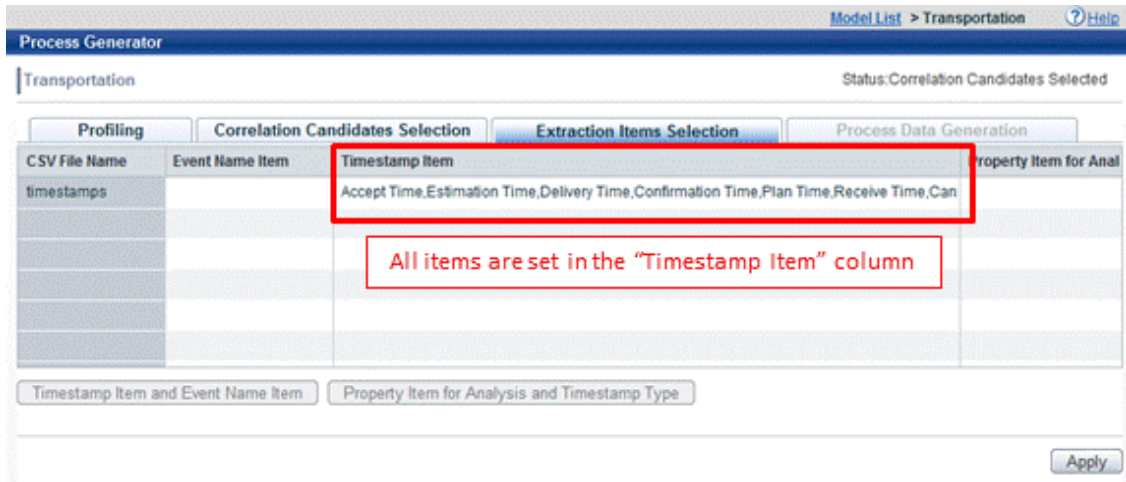 Model List > Transportation ?Help
Process Generator
Transportation Status:Correlation Candidates Selected
Profiling Correlation Candidates Selection Extraction Items Selection Process Data Generation
CSV File Name Event Name Item Timestamp Item Property Item for Anal
timestamps Accept Time,Estimation Time,Delivery Time,Confirmation Time,Plan Time,Receive Time,Can
All items are set in the “Timestamp Item” column
Timestamp Item and Event Name Item Property Item for Analysis and Timestamp Type
Apply